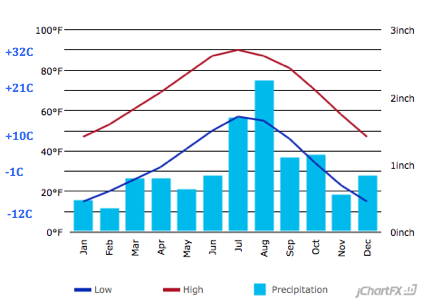 100°F
3inch
+32C
80°F
+21C
2inch
60°F
+10C
40°F
1inch
-1C
20°F
-12C
0°F
0inch
Jan
Feb
Mar
Apr
May
Jun
Jul
Aug
Sep
Oct
Nov
Dec
Low
High
Precipitation
jChartFX